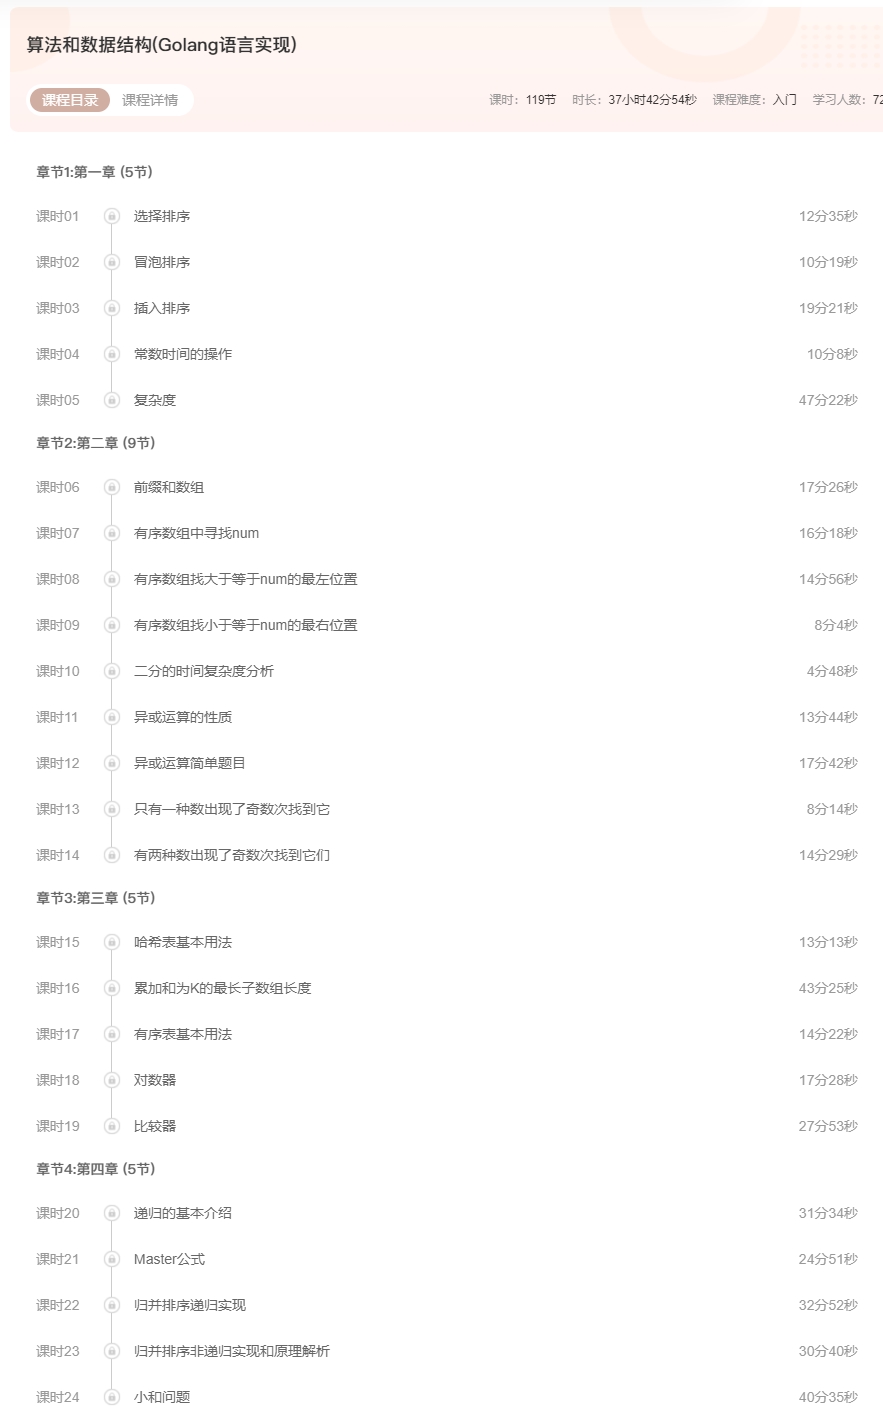 算法和数据结构(Golang语言实现)
课程目录 课程详情 课时：119节 时长：37小时42分54秒 课程难度：入门 学习人数：72
章节1:第一章 (5节)
课时01 选择排序 12分35秒
课时02 冒泡排序 10分19秒
课时03 插入排序 19分21秒
课时04 常数时间的操作 10分8秒
课时05 复杂度 47分22秒
章节2:第二章 (9节)
课时06 前缀和数组 17分26秒
课时07 有序数组中寻找num 16分18秒
课时08 有序数组找大于等于num的最左位置 14分56秒
课时09 有序数组找小于等于num的最右位置 8分4秒
课时10 二分的时间复杂度分析 4分48秒
课时11 异或运算的性质 13分44秒
课时12 异或运算简单题目 17分42秒
课时13 只有一种数出现了奇数次找到它 8分14秒
课时14 有两种数出现了奇数次找到它们 14分29秒
章节3:第三章 (5节)
课时15 哈希表基本用法 13分13秒
课时16 累加和为K的最长子数组长度 43分25秒
课时17 有序表基本用法 14分22秒
课时18 对数器 17分28秒
课时19 比较器 27分53秒
章节4:第四章 (5节)
课时20 递归的基本介绍 31分34秒
课时21 Master公式 24分51秒
课时22 归并排序递归实现 32分52秒
课时23 归并排序非递归实现和原理解析 30分40秒
课时24 小和问题 40分35秒